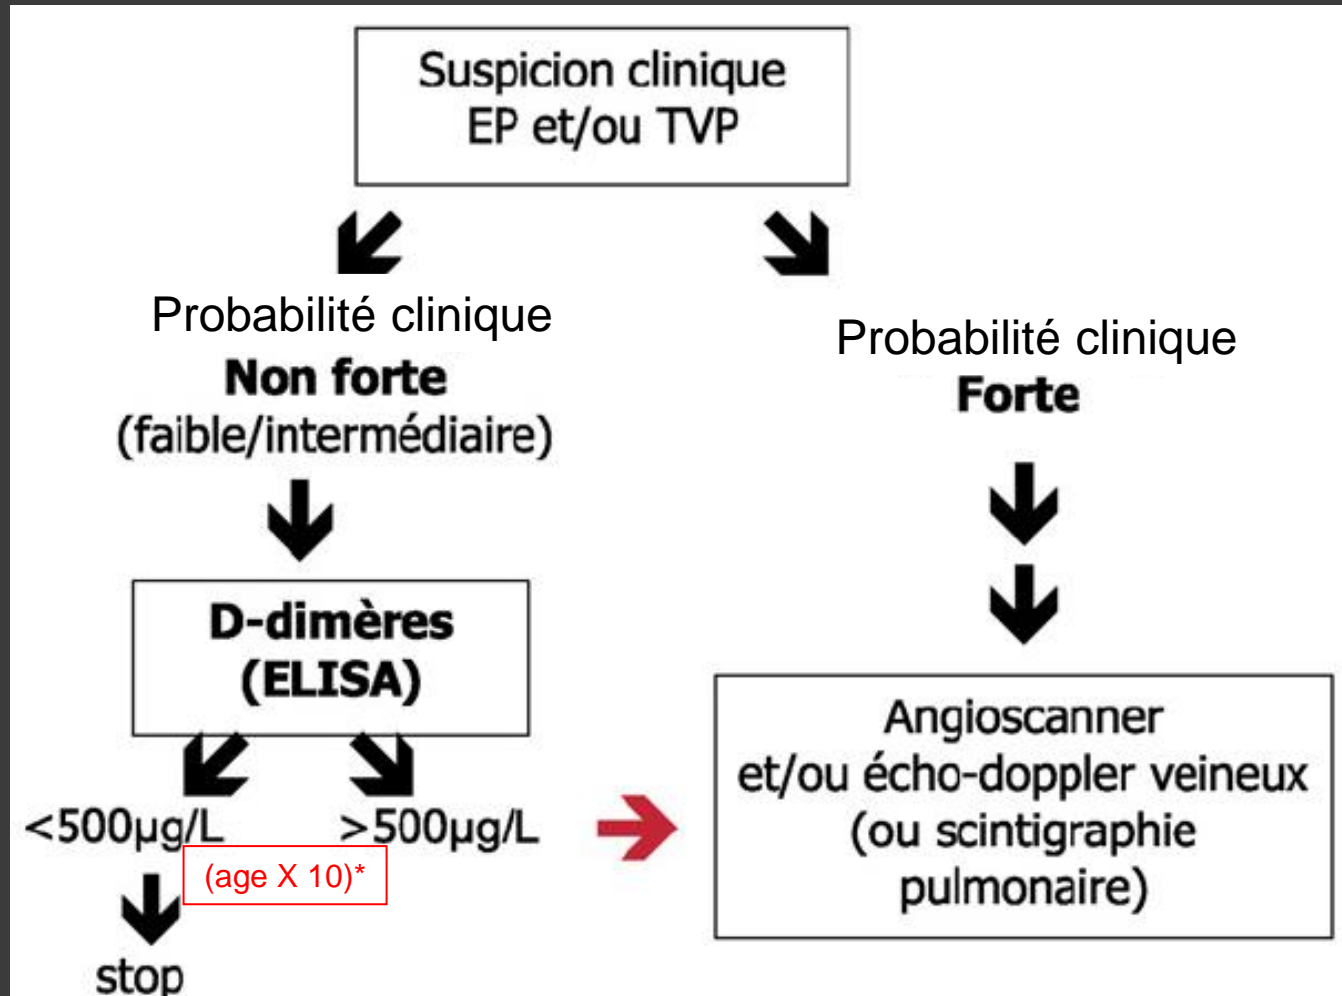 Suspicion clinique
EP et/ou TVP
Probabilité clinique
Non forte
(faible/intermédiaire)
Probabilité clinique
Forte
D-dimères
(ELISA)
<500µg/L
>500µg/L
(age X 10)*
stop
Angioscanner
et/ou écho-doppler veineux
(ou scintigraphie
pulmonaire)